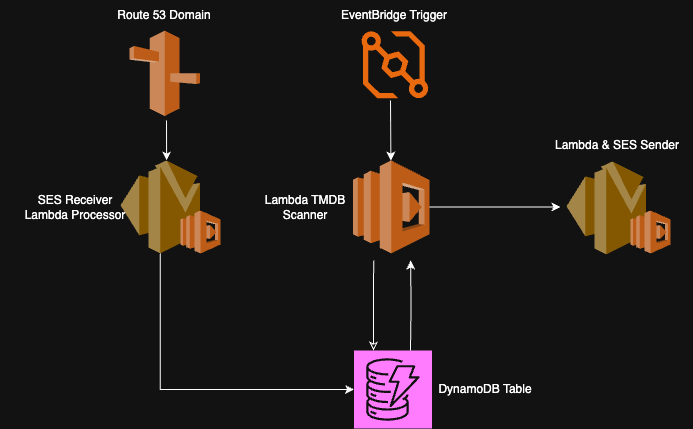 Route 53 Domain
EventBridge Trigger
Lambda & SES Sender
SES Receiver
Lambda Processor
Lambda TMDB
Scanner
DynamoDB Table